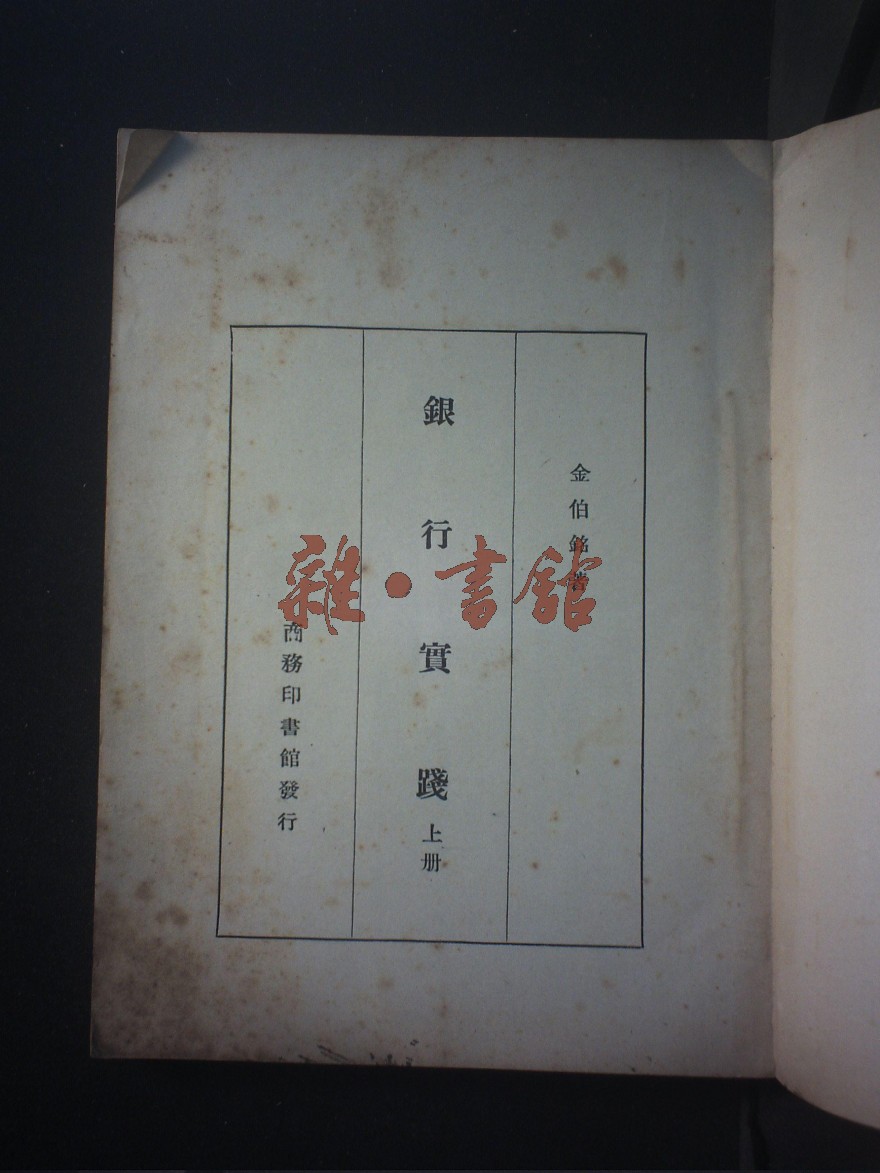 金伯銘著
銀行實踐 上册
商務印書館發行
雜·書館